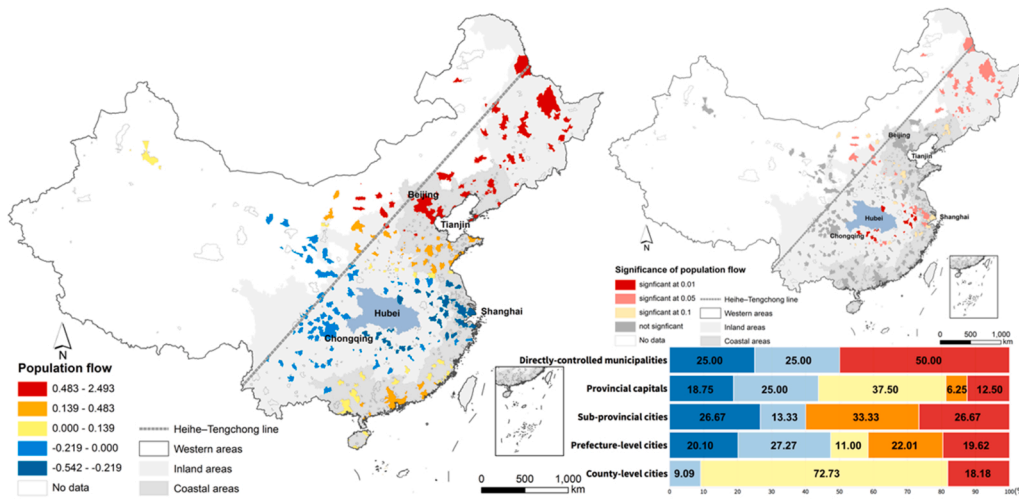 Beijing
Tianjin
Hubei
Shanghai
Chongqing
N
Population flow
0.483 - 2.493
0.139 - 0.483
0.000 - 0.139
-0.219 - 0.000
-0.542 - -0.219
No data
Heihe–Tengchong line
Western areas
Inland areas
Coastal areas
0 500 1,000
km
Beijing
Tianjin
Hubei
Shanghai
Chongqing
N
Significance of population flow
signficant at 0.01
signficant at 0.05
signficant at 0.1
not signficant
No data
Heihe–Tengchong line
Western areas
Inland areas
Coastal areas
0 500 1,000
km
Directly-controlled municipalities 25.00 25.00 50.00
Provincial capitals 18.75 25.00 37.50 6.25 12.50
Sub-provincial cities 26.67 13.33 33.33 26.67
Prefecture-level cities 20.10 27.27 11.00 22.01 19.62
County-level cities 9.09 72.73 18.18
0 10 20 30 40 50 60 70 80 90 100